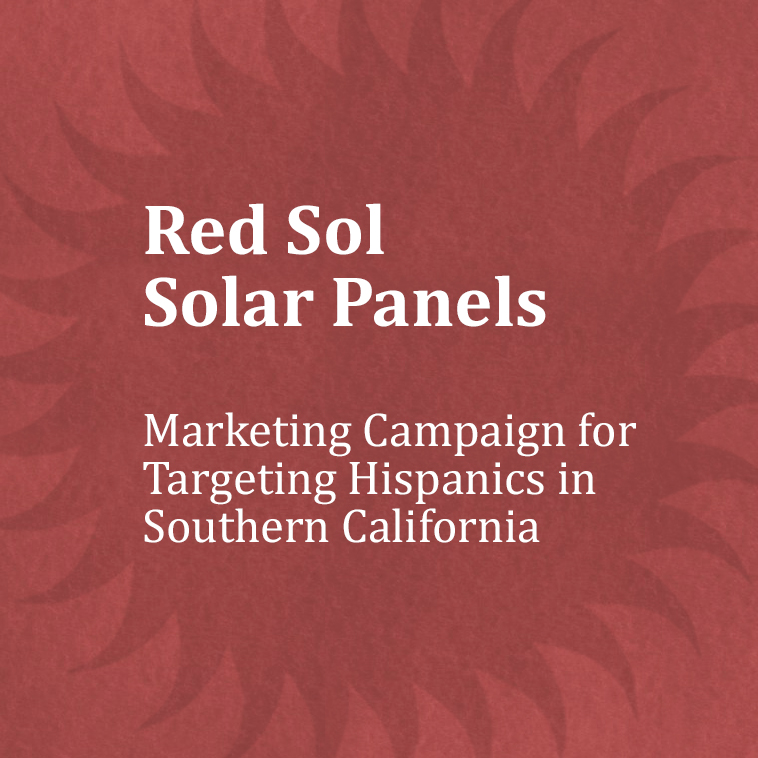 Red Sol
Solar Panels
Marketing Campaign for
Targeting Hispanics in
Southern California